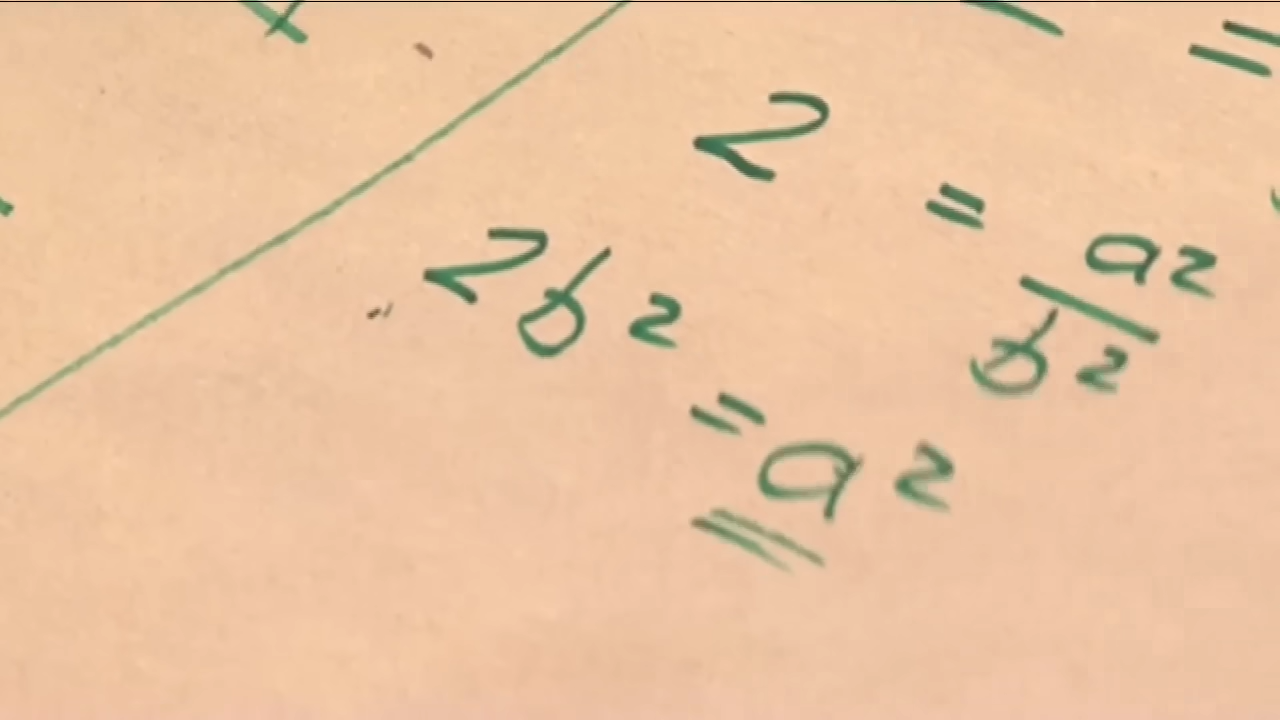 2 = a²/b²
2b² = a²